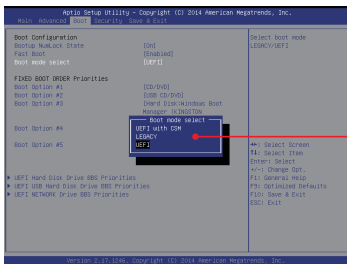 Aptio Setup Utility - Copyright (C) 2014 American Megatrends, Inc.
Main Advanced Boot Security Save & Exit
Boot Configuration
Bootup NumLock State [On]
Fast Boot [Enabled]
Boot mode select [UEFI]
FIXED BOOT ORDER Priorities
Boot Option #1 [CD/DVD]
Boot Option #2 [USB CD/DVD]
Boot Option #3 [Hard Disk:Windows Boot
Manager (KINGSTON
Boot mode select
UEFI with CSM
LEGACY
UEFI
Boot Option #4
Boot Option #5
UEFI Hard Disk Drive BBS Priorities
UEFI USB Hard Disk Drive BBS Priorities
UEFI NETWORK Drive BBS Priorities
Select boot mode
LEGACY/UEFI
: Select Screen
: Select Item
Enter: Select
+/-: Change Opt.
F1: General Help
F9: Optimized Defaults
F10: Save & Exit
ESC: Exit
Version 2.17.1246. Copyright (C) 2014 American Megatrends, Inc.